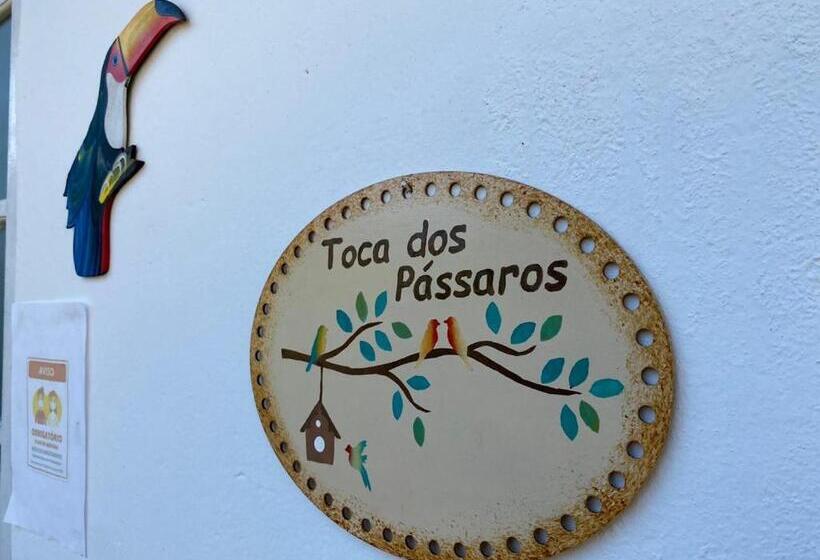 Toca dos
Pássaros
AVISO
OBRIGATÓRIO